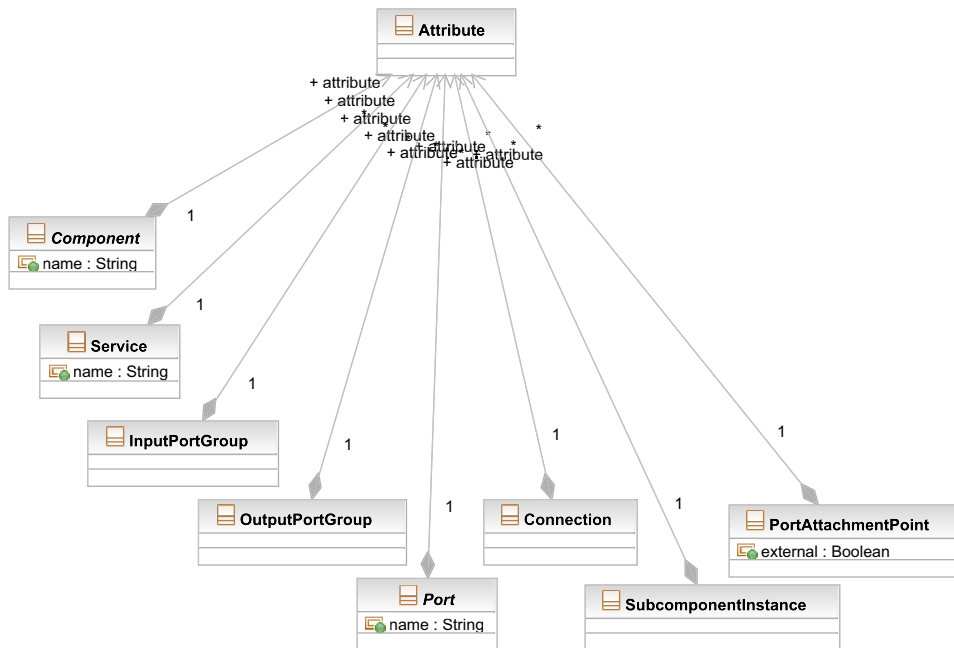 Attribute
+ attribute
+ attribute
*
+ attribute
*
+ attribute
*
*
*
*
+ attribute
*
+ attribute
*
+ attribute
+ attribute
1
Component
name : String
1
Service
name : String
1
InputPortGroup
1
OutputPortGroup
1
Port
name : String
1
Connection
1
SubcomponentInstance
1
PortAttachmentPoint
external : Boolean